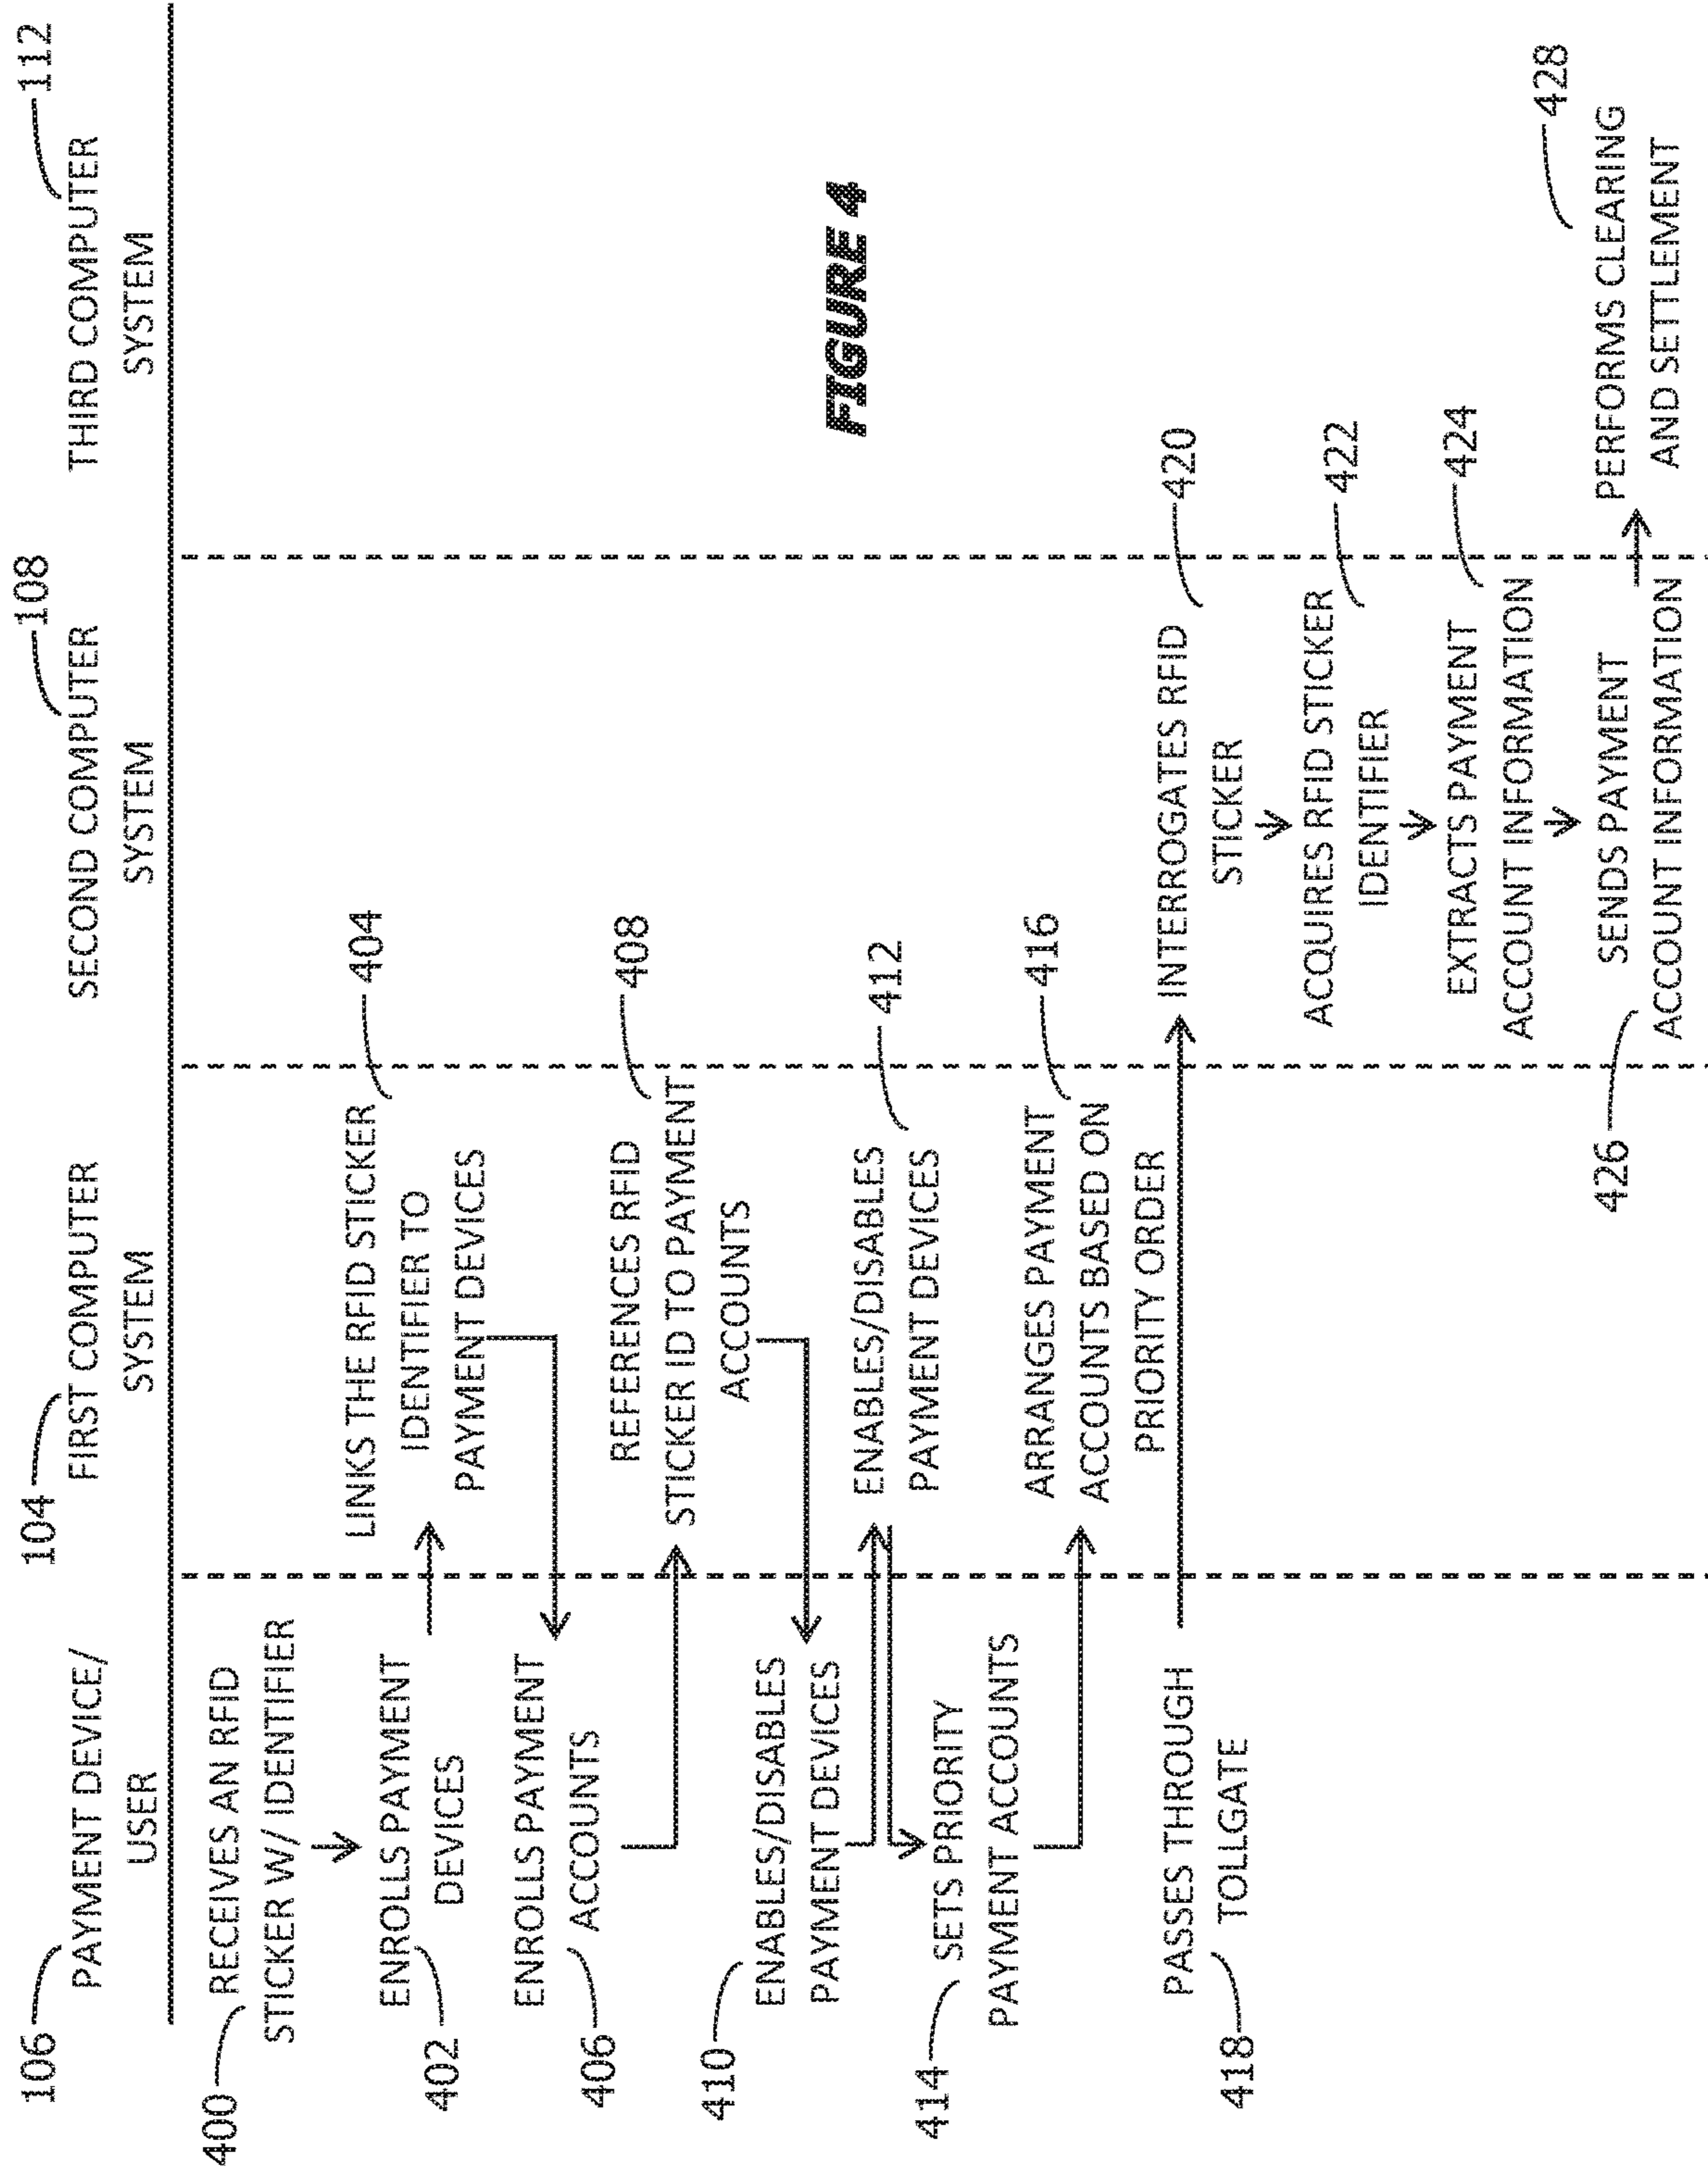 106
PAYMENT DEVICE/
USER
104
FIRST COMPUTER
SYSTEM
108
SECOND COMPUTER
SYSTEM
112
THIRD COMPUTER
SYSTEM
400
RECEIVES AN RFID
STICKER W/ IDENTIFIER
402
ENROLLS PAYMENT
DEVICES
404
LINKS THE RFID STICKER
IDENTIFIER TO
PAYMENT DEVICES
406
ENROLLS PAYMENT
ACCOUNTS
408
REFERENCES RFID
STICKER ID TO PAYMENT
ACCOUNTS
410
ENABLES/DISABLES
PAYMENT DEVICES
412
ENABLES/DISABLES
PAYMENT DEVICES
414
SETS PRIORITY
PAYMENT ACCOUNTS
416
ARRANGES PAYMENT
ACCOUNTS BASED ON
PRIORITY ORDER
418
PASSES THROUGH
TOLLGATE
420
INTERROGATES RFID
STICKER
422
ACQUIRES RFID STICKER
IDENTIFIER
424
EXTRACTS PAYMENT
ACCOUNT INFORMATION
426
SENDS PAYMENT
ACCOUNT INFORMATION
428
PERFORMS CLEARING
AND SETTLEMENT
FIGURE 4